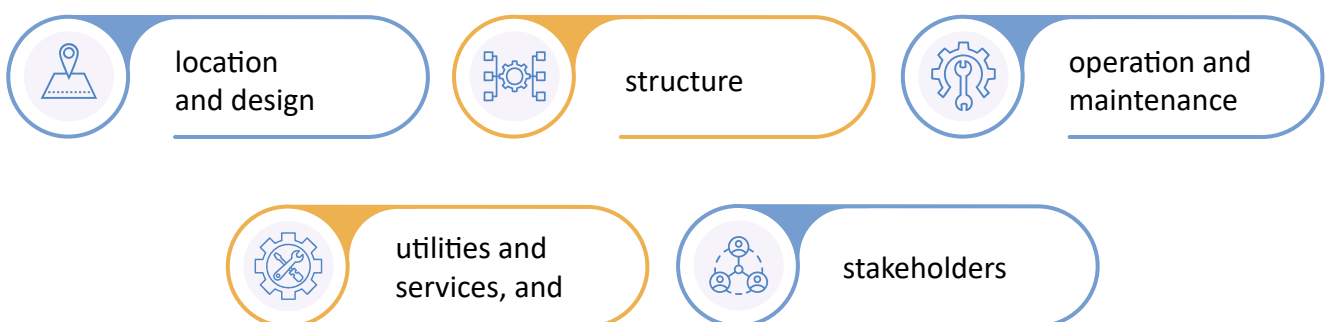 location
and design
structure
operation and
maintenance
utilities and
services, and
stakeholders